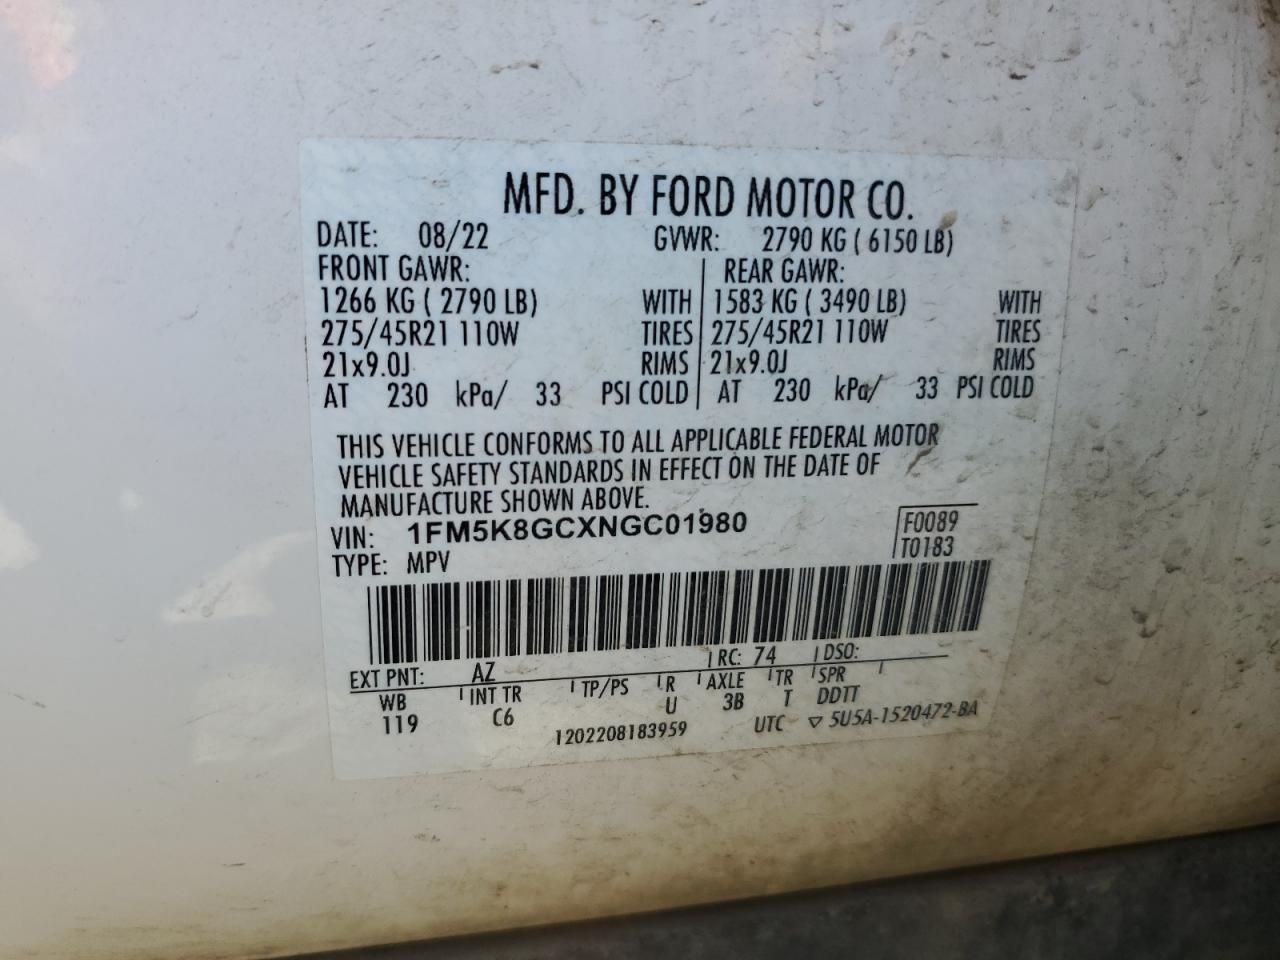 MFD. BY FORD MOTOR CO.
DATE: 08/22 GVWR: 2790 KG ( 6150 LB)
FRONT GAWR: REAR GAWR:
1266 KG ( 2790 LB) WITH 1583 KG ( 3490 LB) WITH
275/45R21 110W TIRES 275/45R21 110W TIRES
21x9.0J RIMS 21x9.0J RIMS
AT 230 kPa/ 33 PSI COLD AT 230 kPa/ 33 PSI COLD
THIS VEHICLE CONFORMS TO ALL APPLICABLE FEDERAL MOTOR
VEHICLE SAFETY STANDARDS IN EFFECT ON THE DATE OF
MANUFACTURE SHOWN ABOVE.
VIN: 1FM5K8GCXNGC01980 F0089
TYPE: MPV T0183
EXT PNT: AZ RC: 74 DSO:
WB INT TR TP/PS R AXLE TR SPR
119 C6 U 3B T DDTT
1202208183959 UTC ▽ 5U5A-1520472-BA